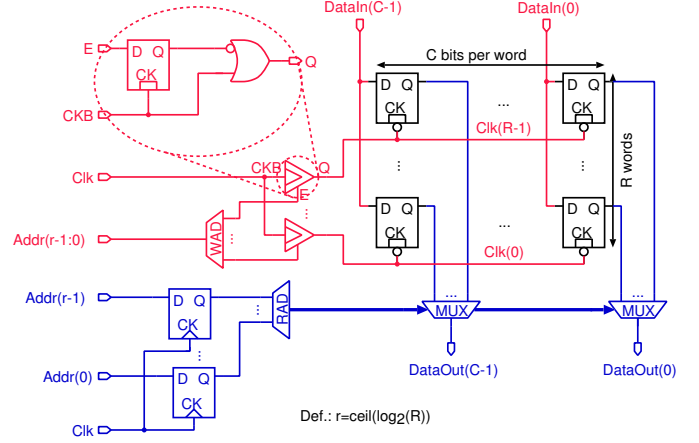 DataIn(C-1) DataIn(0)
E D Q Q
CK
CKB
C bits per word
D Q ... D Q
CK CK
Clk(R-1)
Clk CKB Q
E
... ... ... R words
Addr(r-1:0) WAD ...
D Q ... D Q
CK CK
Clk(0)
Addr(r-1) D Q ... RAD
CK
... ...
MUX MUX
...
Addr(0) D Q
CK
DataOut(C-1) DataOut(0)
Clk
Def.: r=ceil(log2(R))